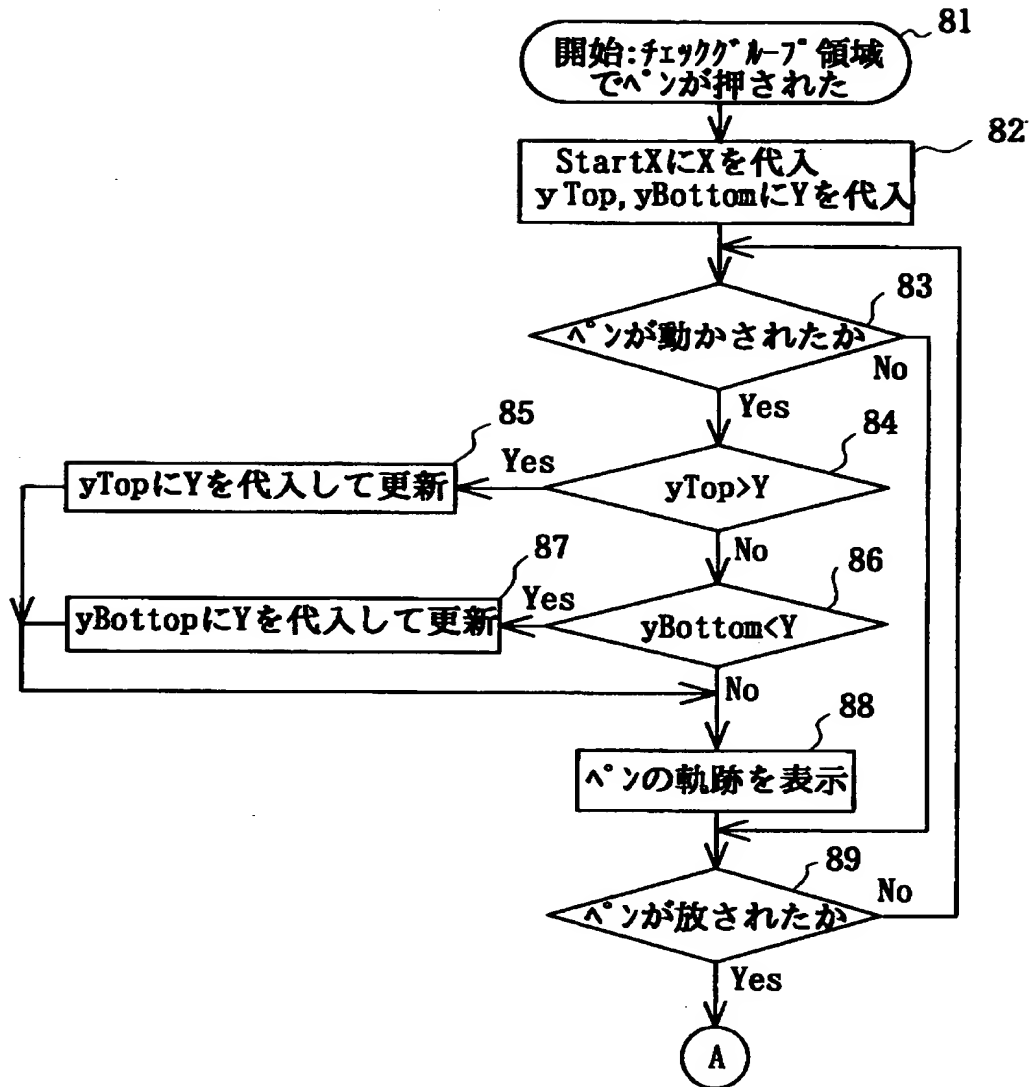 81
開始:チェックグループ領域
でペンが押された
82
StartXにXを代入
yTop,yBottomにYを代入
83
ペンが動かされたか
No
Yes
84
85
Yes
yTopにYを代入して更新
yTop>Y
No
86
87
Yes
yBottopにYを代入して更新
yBottom<Y
No
88
ペンの軌跡を表示
89
No
ペンが放されたか
Yes
A